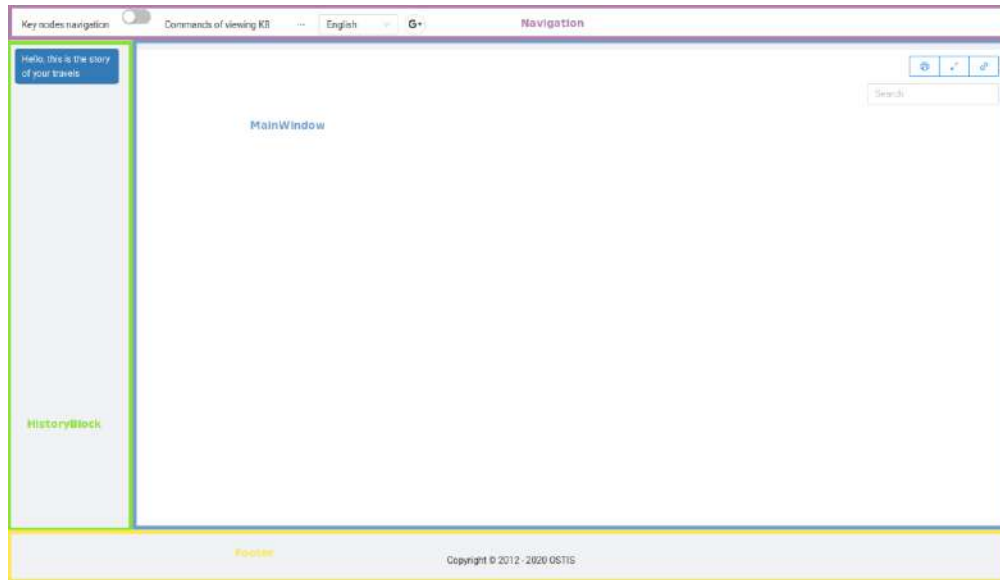 Key nodes navigation
Commands of viewing KB
...
English
G+
Navigation
Hello, this is the story
of your travels
Search
MainWindow
HistoryBlock
Footer
Copyright © 2012 - 2020 OSTIS